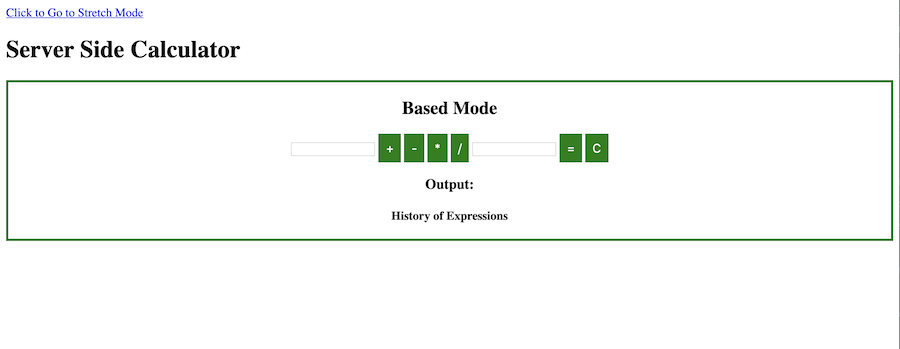 Click to Go to Stretch Mode
Server Side Calculator
Based Mode
+ - * / = C
Output:
History of Expressions